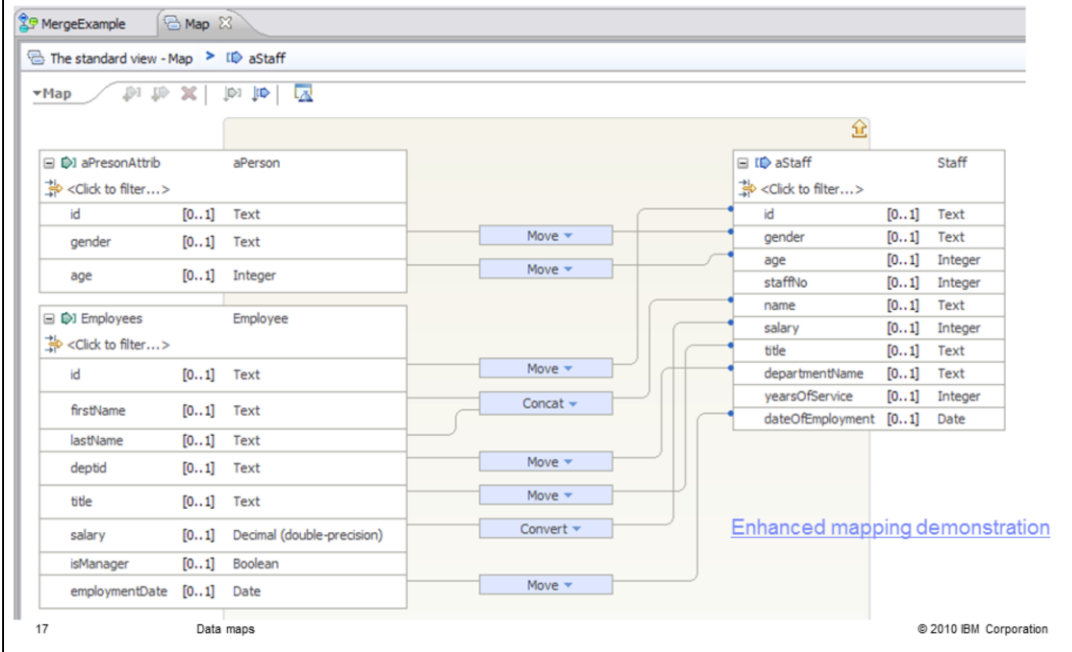 MergeExample Map
The standard view - Map > aStaff
Map
aPresonAttrib aPerson
<Click to filter...>
id [0..1] Text
gender [0..1] Text
age [0..1] Integer
Employees Employee
<Click to filter...>
id [0..1] Text
firstName [0..1] Text
lastName [0..1] Text
deptid [0..1] Text
title [0..1] Text
salary [0..1] Decimal (double-precision)
isManager [0..1] Boolean
employmentDate [0..1] Date
Move
Move
Move
Concat
Move
Move
Convert
Move
aStaff Staff
<Click to filter...>
id [0..1] Text
gender [0..1] Text
age [0..1] Integer
staffNo [0..1] Integer
name [0..1] Text
salary [0..1] Integer
title [0..1] Text
departmentName [0..1] Text
yearsOfService [0..1] Integer
dateOfEmployment [0..1] Date
Enhanced mapping demonstration
17 Data maps © 2010 IBM Corporation